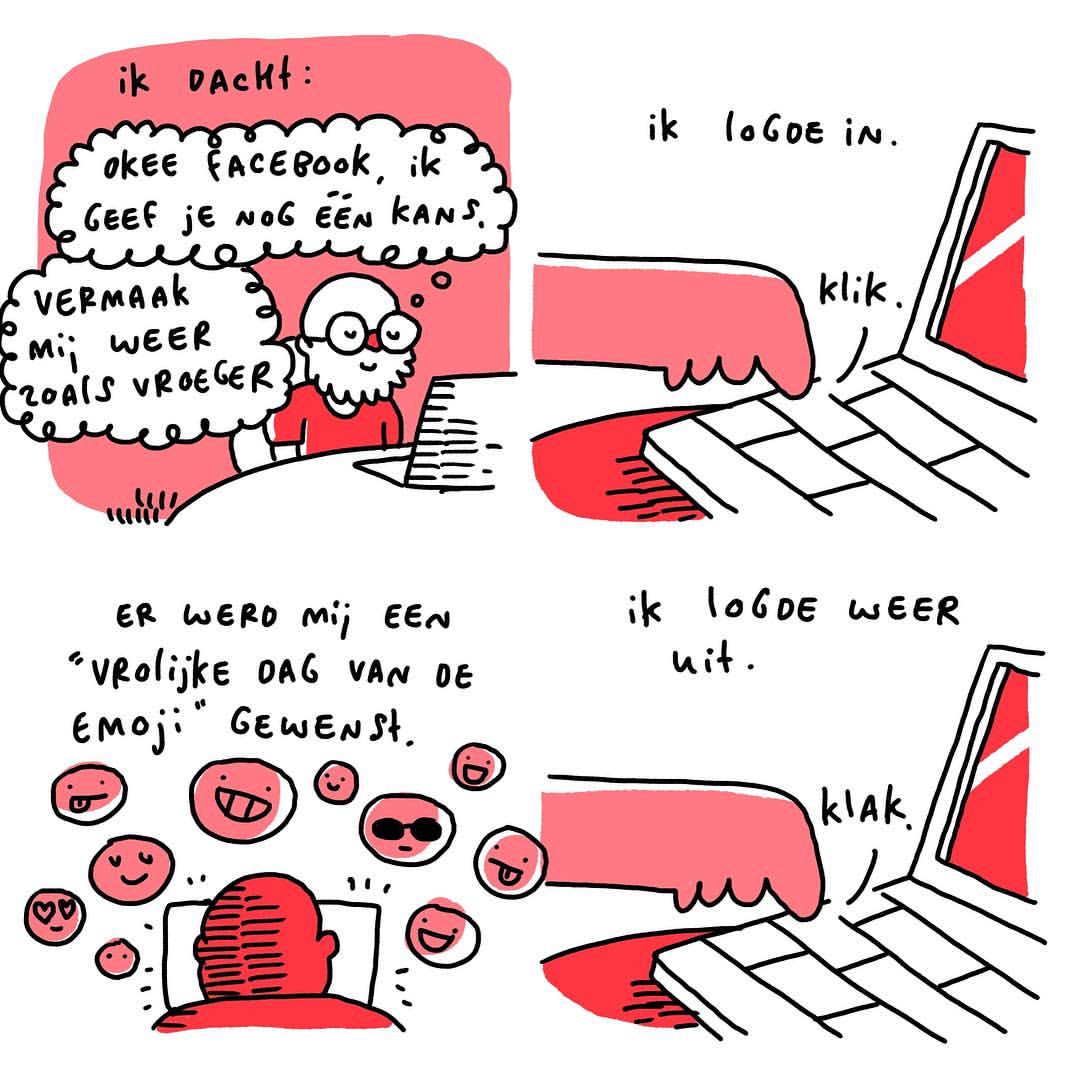 ik DACHT:
OKEE FACEBOOK, ik
GEEF jE NOG ËËN KANS.
VERMAAK
Mij WEER
ZOALS VROEGER
ik LOGDE iN.
klik.
ER WERD Mij EEN
"VROLIJKE DAG VAN DE
EMOji" GEWENST.
ik LOGDE WEER
uit.
KLAK.